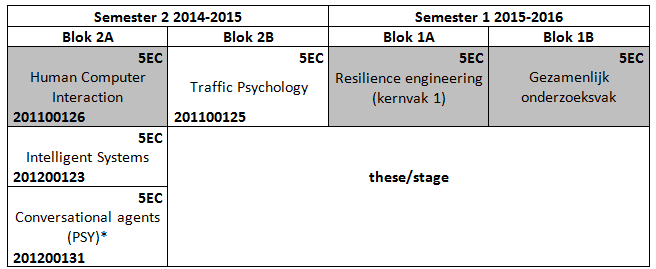 Semester 2 2014-2015
Semester 1 2015-2016
Blok 2A
Blok 2B
Blok 1A
Blok 1B
5EC
Human Computer
Interaction
201100126
5EC
Traffic Psychology
201100125
5EC
Resilience engineering
(kernvak 1)
5EC
Gezamenlijk
onderzoeksvak
5EC
Intelligent Systems
201200123
5EC
Conversational agents
(PSY)*
201200131
these/stage